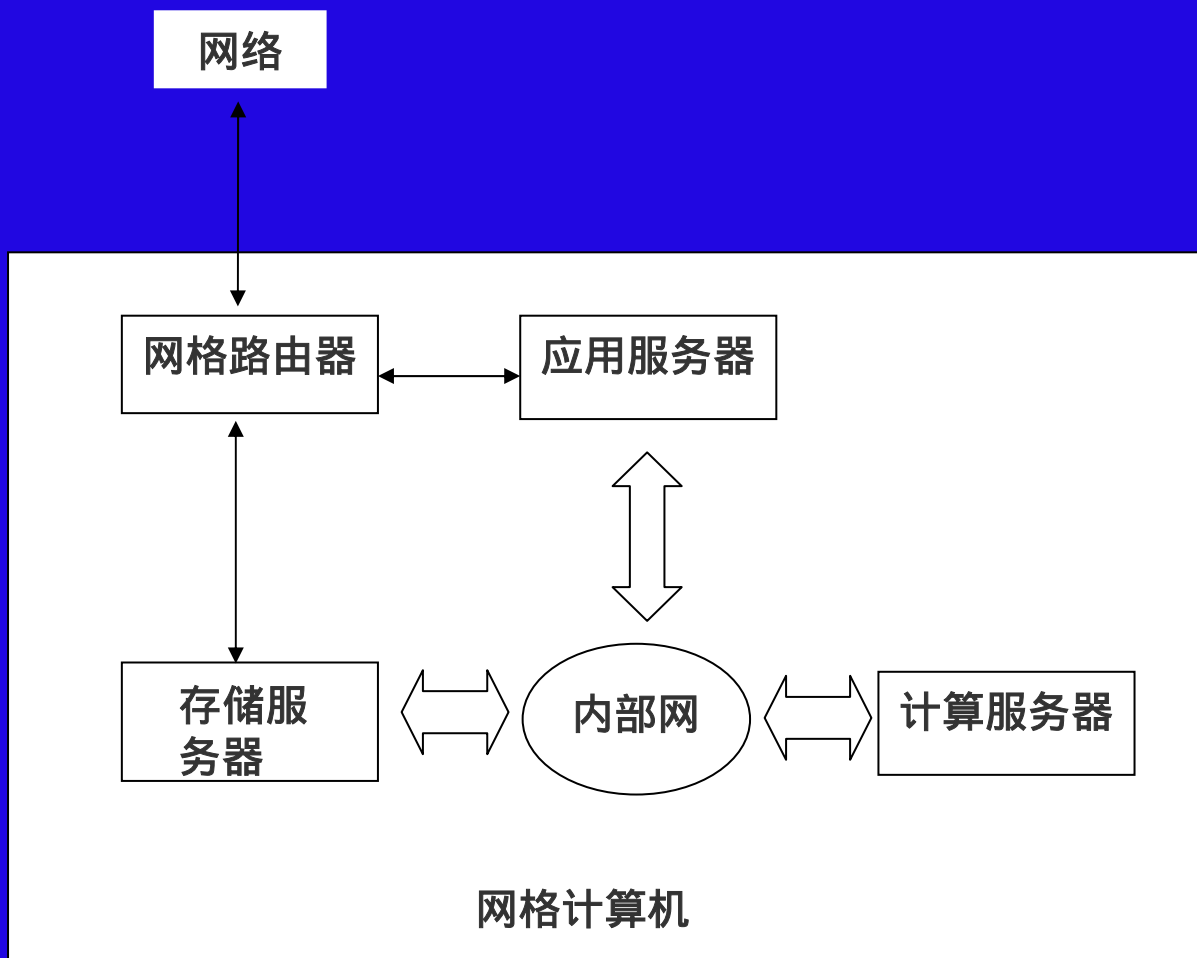 网络
网格路由器
应用服务器
存储服
务器
内部网
计算服务器
网格计算机